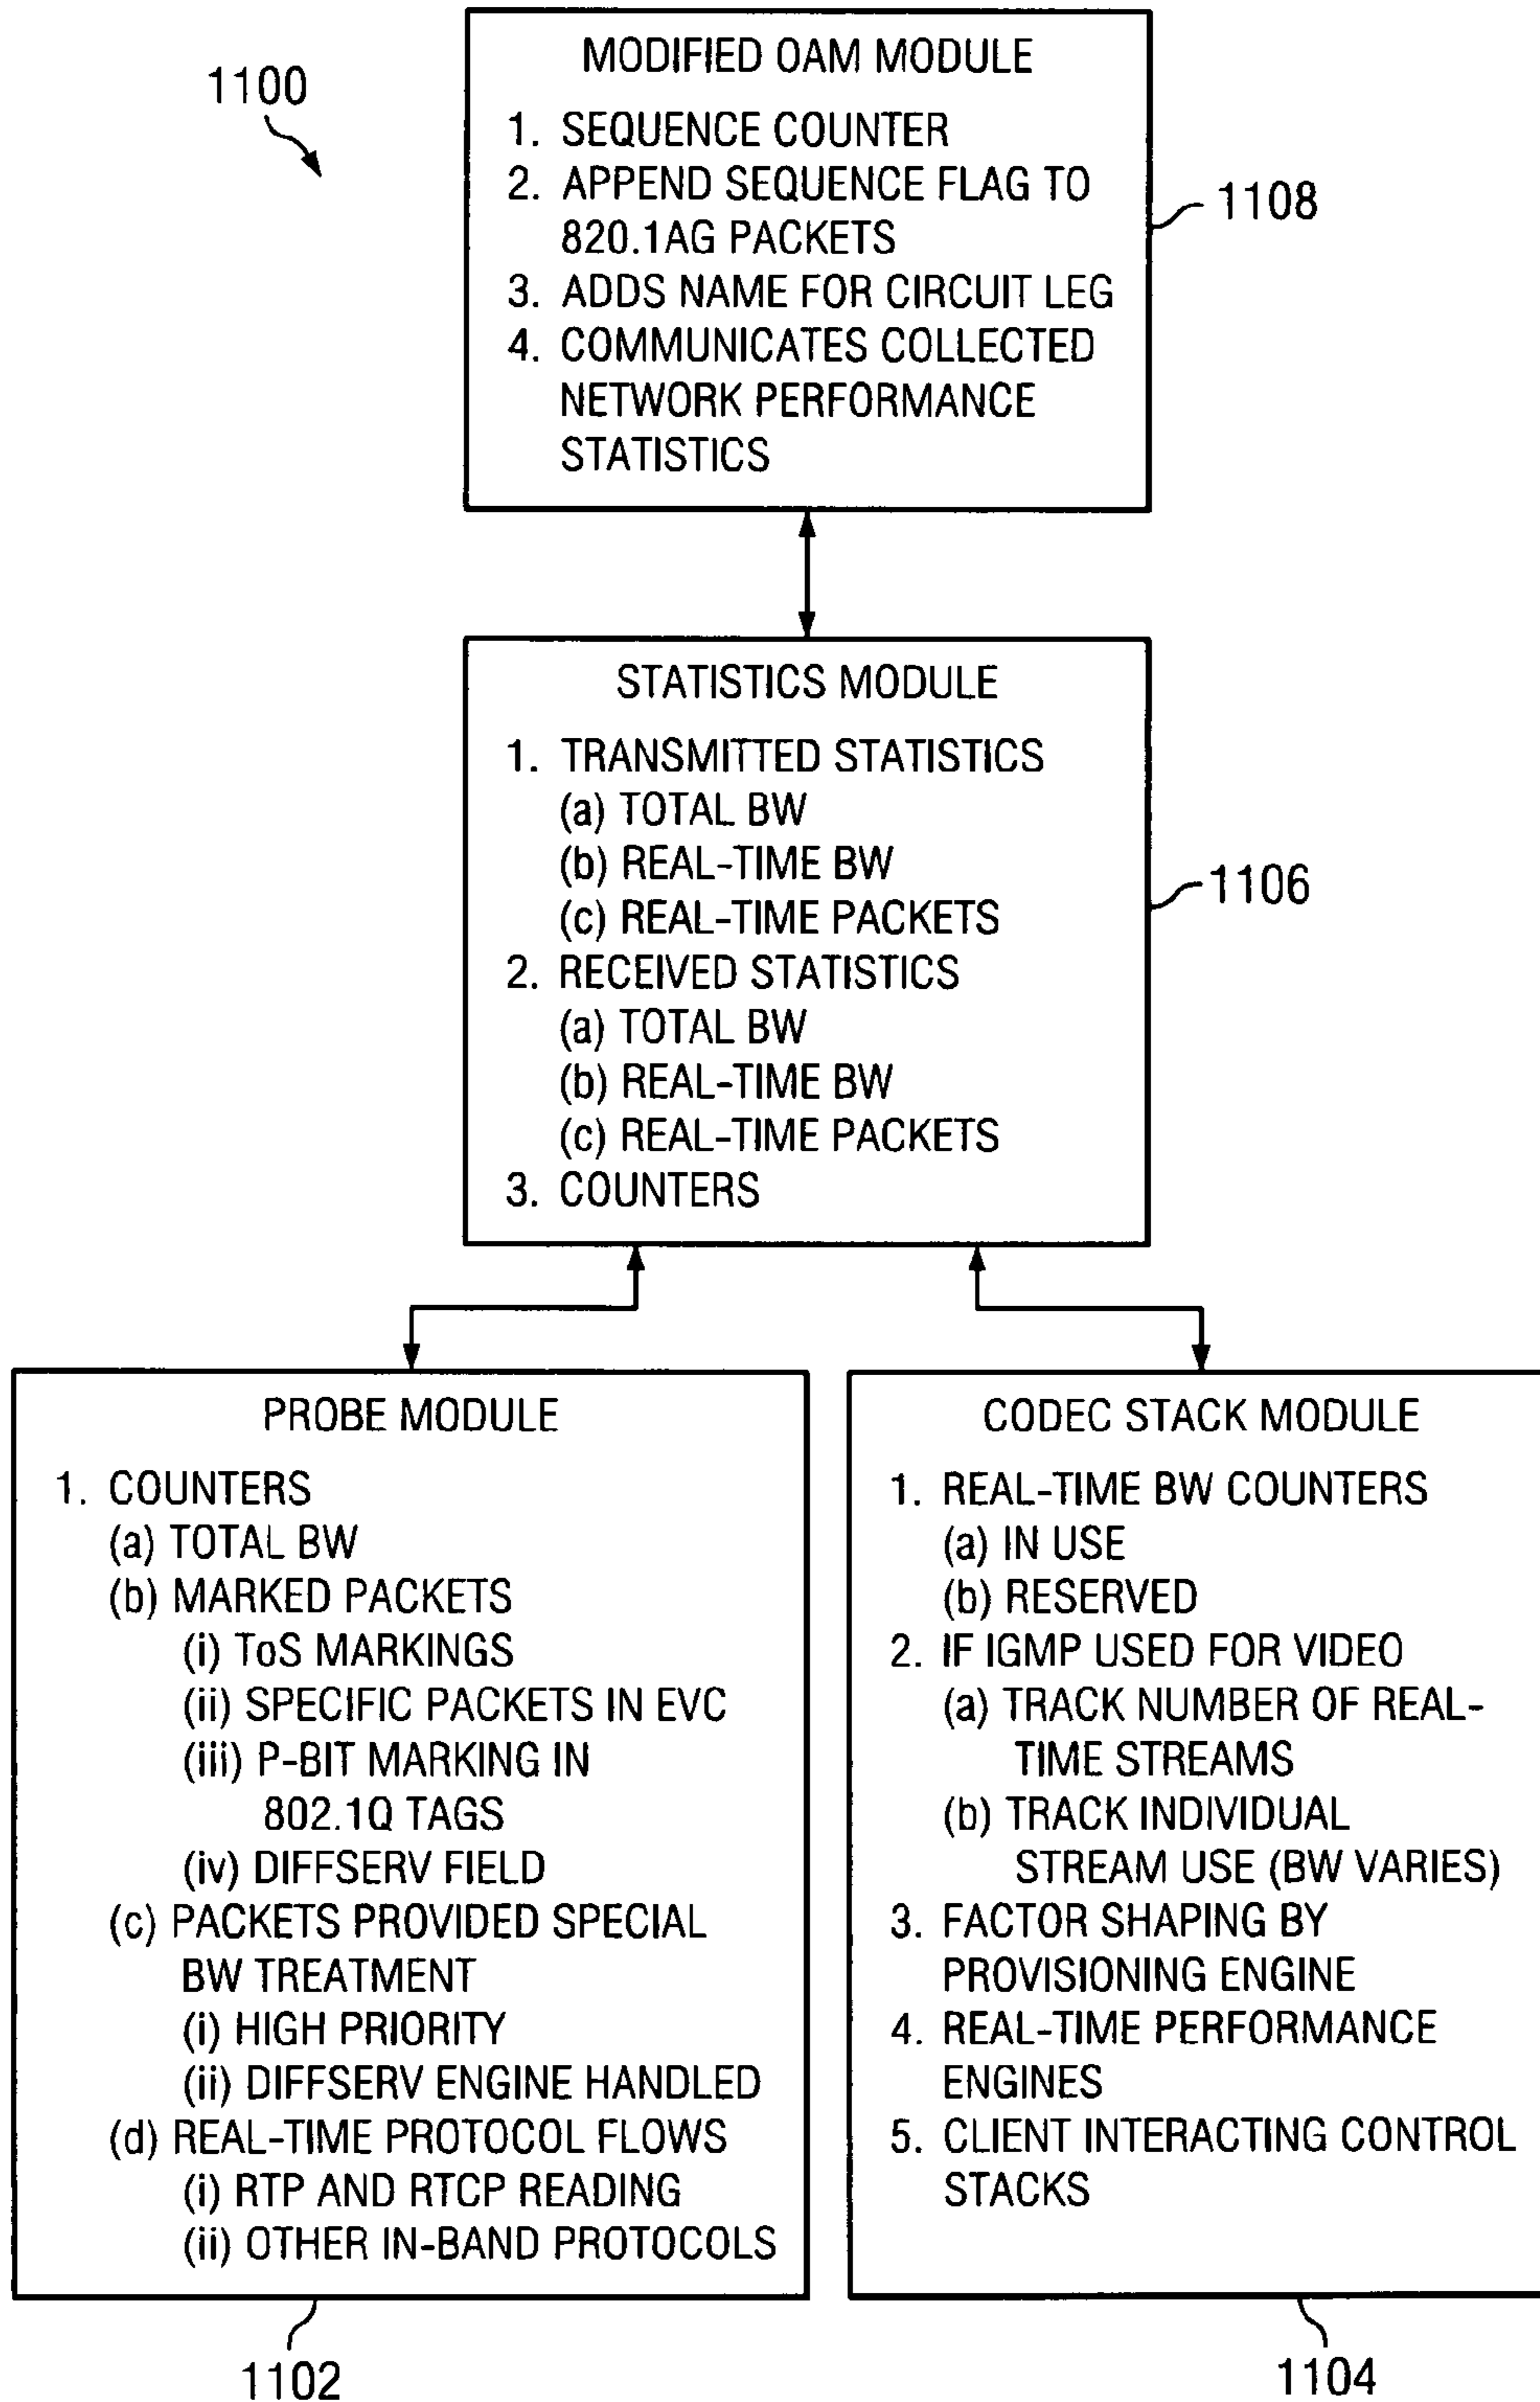 1100
MODIFIED OAM MODULE
1. SEQUENCE COUNTER
2. APPEND SEQUENCE FLAG TO
820.1AG PACKETS
3. ADDS NAME FOR CIRCUIT LEG
4. COMMUNICATES COLLECTED
NETWORK PERFORMANCE
STATISTICS
1108
STATISTICS MODULE
1. TRANSMITTED STATISTICS
(a) TOTAL BW
(b) REAL-TIME BW
(c) REAL-TIME PACKETS
2. RECEIVED STATISTICS
(a) TOTAL BW
(b) REAL-TIME BW
(c) REAL-TIME PACKETS
3. COUNTERS
1106
PROBE MODULE
1. COUNTERS
(a) TOTAL BW
(b) MARKED PACKETS
(i) ToS MARKINGS
(ii) SPECIFIC PACKETS IN EVC
(iii) P-BIT MARKING IN
802.1Q TAGS
(iv) DIFFSERV FIELD
(c) PACKETS PROVIDED SPECIAL
BW TREATMENT
(i) HIGH PRIORITY
(ii) DIFFSERV ENGINE HANDLED
(d) REAL-TIME PROTOCOL FLOWS
(i) RTP AND RTCP READING
(ii) OTHER IN-BAND PROTOCOLS
1102
CODEC STACK MODULE
1. REAL-TIME BW COUNTERS
(a) IN USE
(b) RESERVED
2. IF IGMP USED FOR VIDEO
(a) TRACK NUMBER OF REAL-
TIME STREAMS
(b) TRACK INDIVIDUAL
STREAM USE (BW VARIES)
3. FACTOR SHAPING BY
PROVISIONING ENGINE
4. REAL-TIME PERFORMANCE
ENGINES
5. CLIENT INTERACTING CONTROL
STACKS
1104